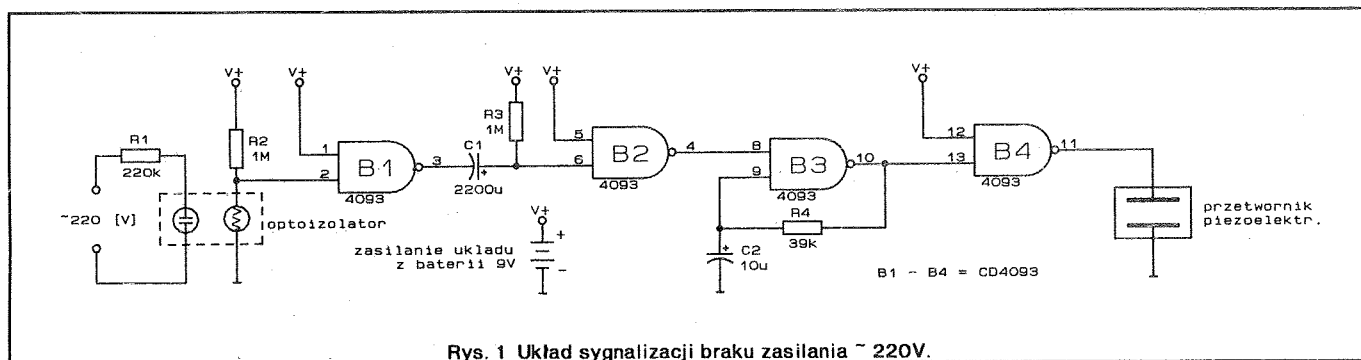 V+
V+
V+
V+
V+
R1
220k
R2
1M
1
2
B1
3
4093
C1
+
2200u
R3
1M
5
6
B2
4
4093
8
9
B3
10
4093
R4
39k
C2
+
10u
12
13
B4
11
~220 [V]
optoizolator
zasilanie ukladu
z baterii 9V
V+
+
-
przetwornik
piezoelektr.
B1 - B4 = CD4093
Rys. 1 Układ sygnalizacji braku zasilania ~ 220V.